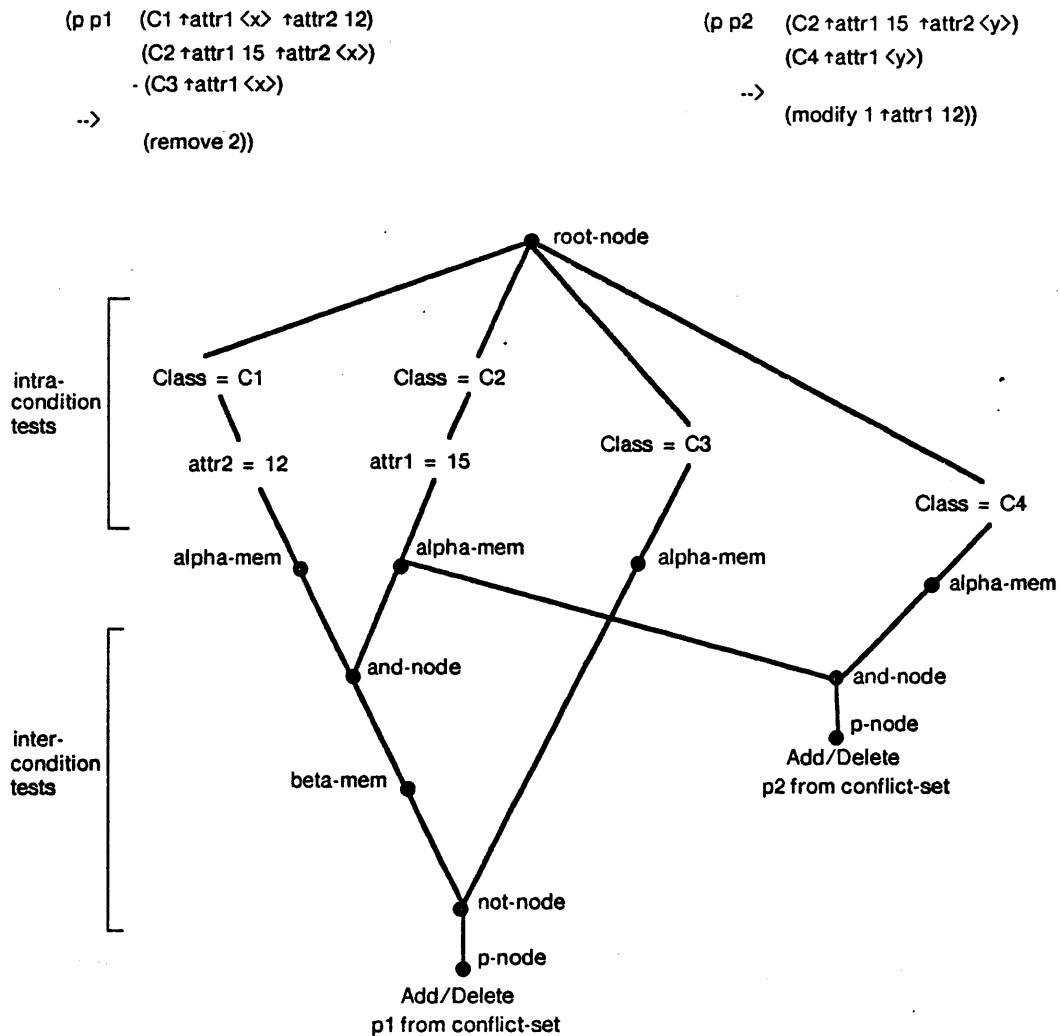 (p p1 (C1 ↑attr1 <x> ↑attr2 12)
(C2 ↑attr1 15 ↑attr2 <x>)
- (C3 ↑attr1 <x>)
-->
(remove 2))
(p p2 (C2 ↑attr1 15 ↑attr2 <y>)
(C4 ↑attr1 <y>)
-->
(modify 1 ↑attr1 12))
root-node
intra-
condition
tests
Class = C1
Class = C2
Class = C3
Class = C4
attr2 = 12
attr1 = 15
alpha-mem
alpha-mem
alpha-mem
alpha-mem
inter-
condition
tests
and-node
and-node
p-node
Add/Delete
p2 from conflict-set
beta-mem
not-node
p-node
Add/Delete
p1 from conflict-set